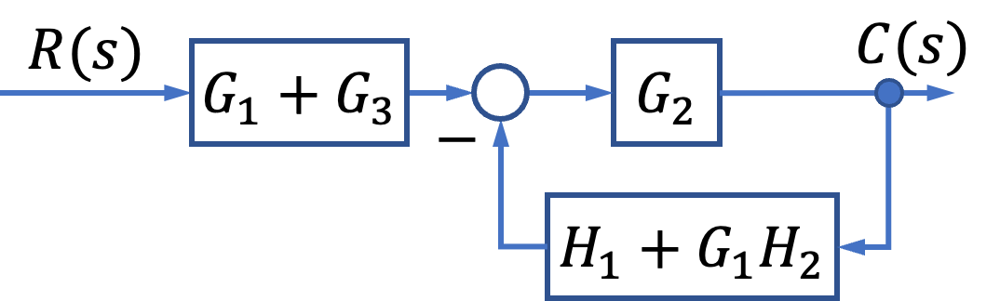 R(s)
G₁ + G₃
G₂
C(s)
−
H₁ + G₁H₂